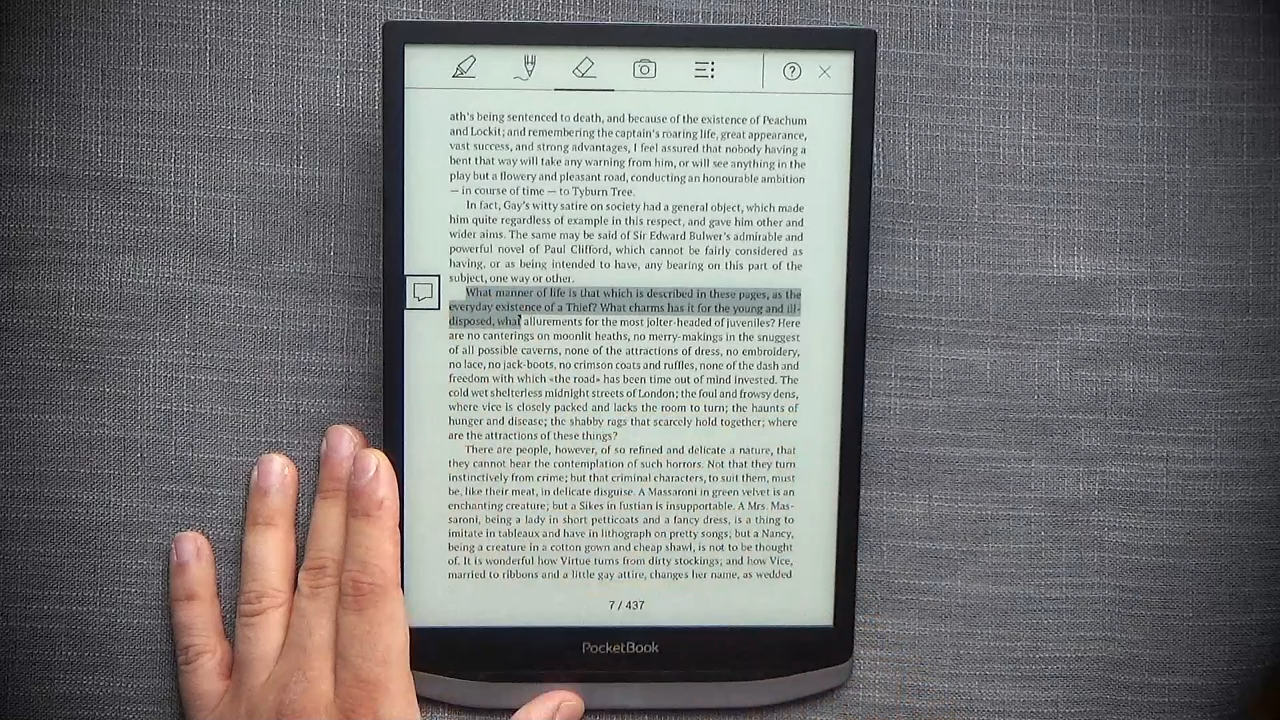 ath's being sentenced to death, and because of the existence of Peachum
and Lockit; and remembering the captain's roaring life, great appearance,
vast success, and strong advantages, I feel assured that nobody having a
bent that way will take any warning from him, or will see anything in the
play but a flowery and pleasant road, conducting an honourable ambition
— in course of time — to Tyburn Tree.
In fact, Gay's witty satire on society had a general object, which made
him quite regardless of example in this respect, and gave him other and
wider aims. The same may be said of Sir Edward Bulwer's admirable and
powerful novel of Paul Clifford, which cannot be fairly considered as
having, or as being intended to have, any bearing on this part of the
subject, one way or other.
What manner of life is that which is described in these pages, as the
everyday existence of a Thief? What charms has it for the young and ill-
disposed, what allurements for the most jolter-headed of juveniles? Here
are no canterings on moonlit heaths, no merry-makings in the snuggest
of all possible caverns, none of the attractions of dress, no embroidery,
no lace, no jack-boots, no crimson coats and ruffles, none of the dash and
freedom with which «the road» has been time out of mind invested. The
cold wet shelterless midnight streets of London; the foul and frowsy dens,
where vice is closely packed and lacks the room to turn; the haunts of
hunger and disease; the shabby rags that scarcely hold together; where
are the attractions of these things?
There are people, however, of so refined and delicate a nature, that
they cannot bear the contemplation of such horrors. Not that they turn
instinctively from crime; but that criminal characters, to suit them, must
be, like their meat, in delicate disguise. A Massaroni in green velvet is an
enchanting creature; but a Sikes in fustian is insupportable. A Mrs. Mas-
saroni, being a lady in short petticoats and a fancy dress, is a thing to
imitate in tableaux and have in lithograph on pretty songs; but a Nancy,
being a creature in a cotton gown and cheap shawl, is not to be thought
of. It is wonderful how Virtue turns from dirty stockings; and how Vice,
married to ribbons and a little gay attire, changes her name, as wedded
7 / 437
PocketBook